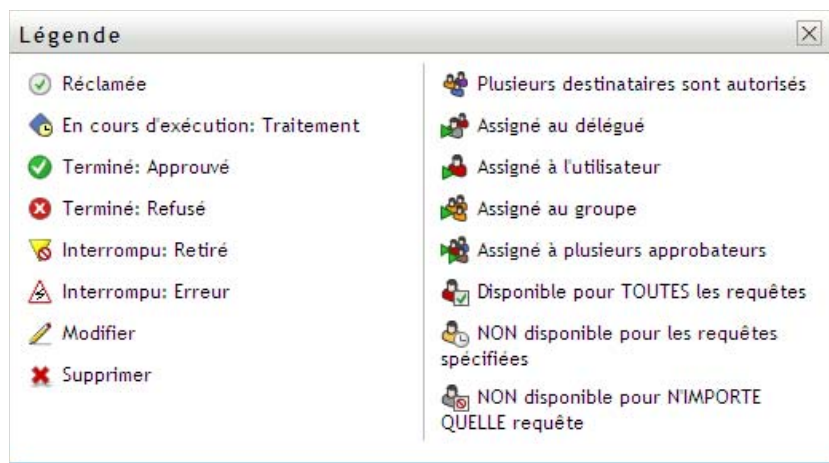 Légende
Réclamée
En cours d'exécution: Traitement
Terminé: Approuvé
Terminé: Refusé
Interrompu: Retiré
Interrompu: Erreur
Modifier
Supprimer
Plusieurs destinataires sont autorisés
Assigné au délégué
Assigné à l'utilisateur
Assigné au groupe
Assigné à plusieurs approbateurs
Disponible pour TOUTES les requêtes
NON disponible pour les requêtes
spécifiées
NON disponible pour N'IMPORTE
QUELLE requête